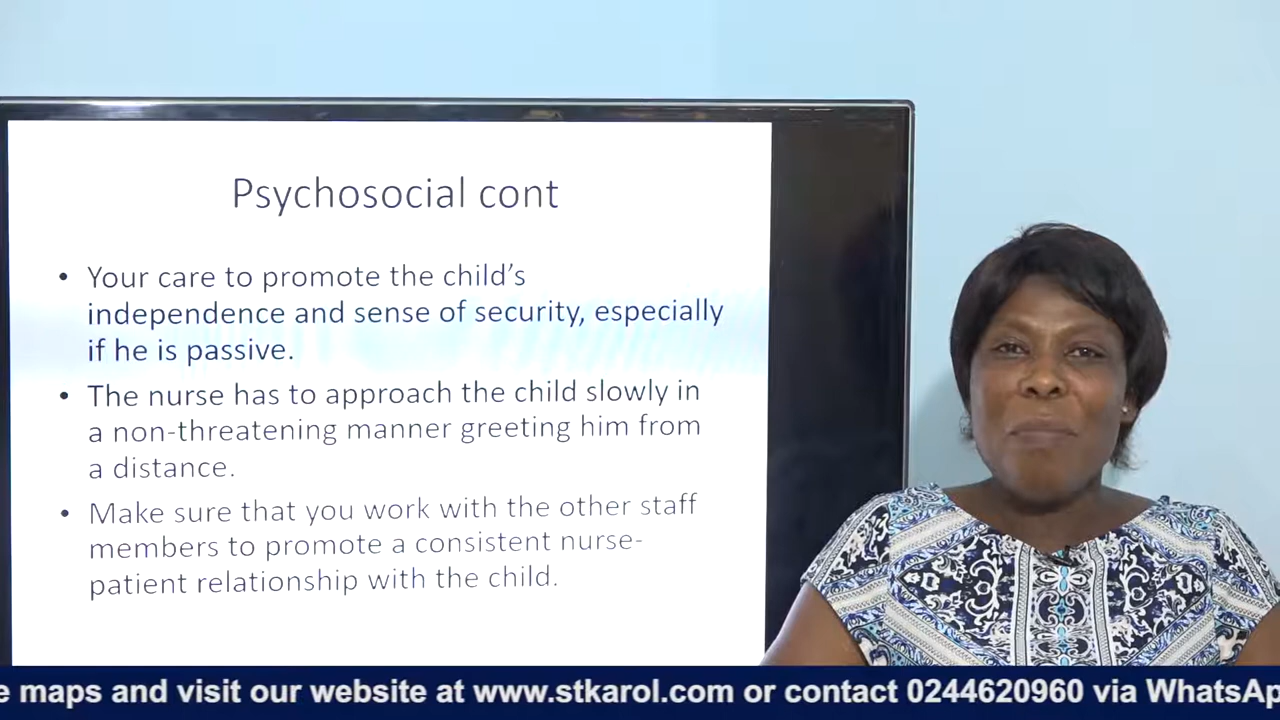 Psychosocial cont
• Your care to promote the child’s
independence and sense of security, especially
if he is passive.
• The nurse has to approach the child slowly in
a non-threatening manner greeting him from
a distance.
• Make sure that you work with the other staff
members to promote a consistent nurse-
patient relationship with the child.
e maps and visit our website at www.stkarol.com or contact 0244620960 via WhatsAp